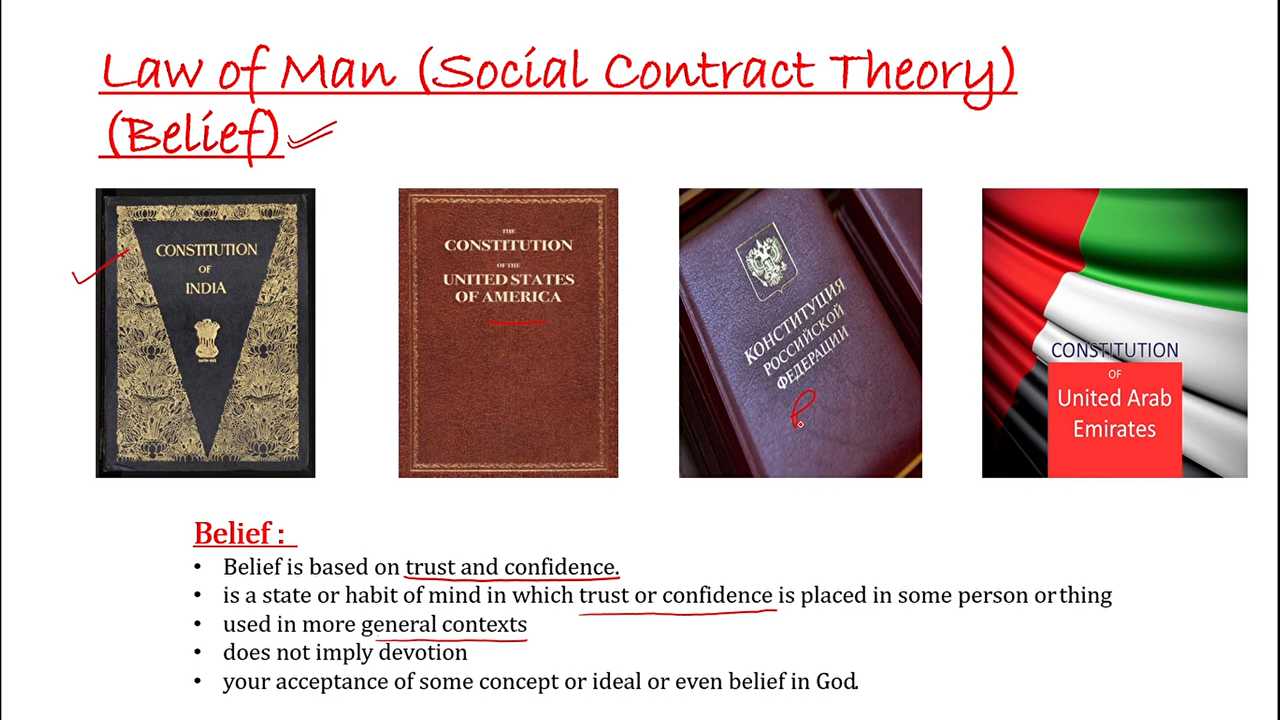 Law of Man (Social Contract Theory)
(Belief)
CONSTITUTION
OF
INDIA
THE
CONSTITUTION
OF THE
UNITED STATES
OF AMERICA
КОНСТИТУЦИЯ
РОССИЙСКОЙ
ФЕДЕРАЦИИ
CONSTITUTION
OF
United Arab
Emirates
Belief :
• Belief is based on trust and confidence.
• is a state or habit of mind in which trust or confidence is placed in some person or thing
• used in more general contexts
• does not imply devotion
• your acceptance of some concept or ideal or even belief in God.